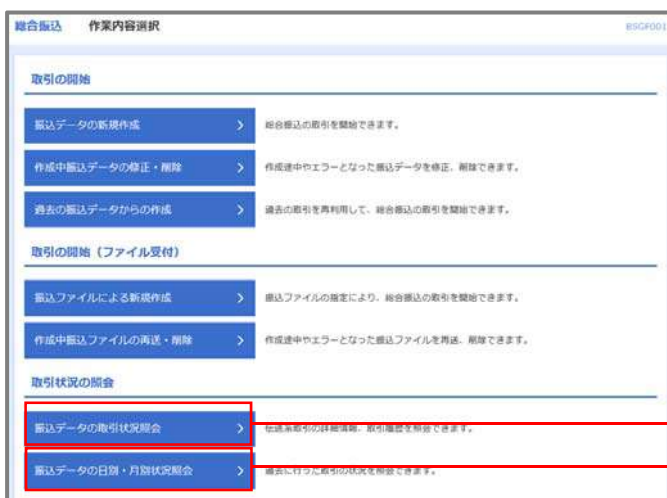 総合振込 作業内容選択 BSGF001
取引の開始
振込データの新規作成
総合振込の取引を開始できます。
作成中振込データの修正・削除
作成途中やエラーとなった振込データを修正、削除できます。
過去の振込データからの作成
過去の取引を再利用して、総合振込の取引を開始できます。
取引の開始（ファイル受付）
振込ファイルによる新規作成
振込ファイルの指定により、総合振込の取引を開始できます。
作成中振込ファイルの再送・削除
作成途中やエラーとなった振込ファイルを再送、削除できます。
取引状況の照会
振込データの取引状況照会
伝送系取引の詳細情報、取引履歴を照会できます。
振込データの日別・月別状況照会
過去に行った取引の状況を照会できます。